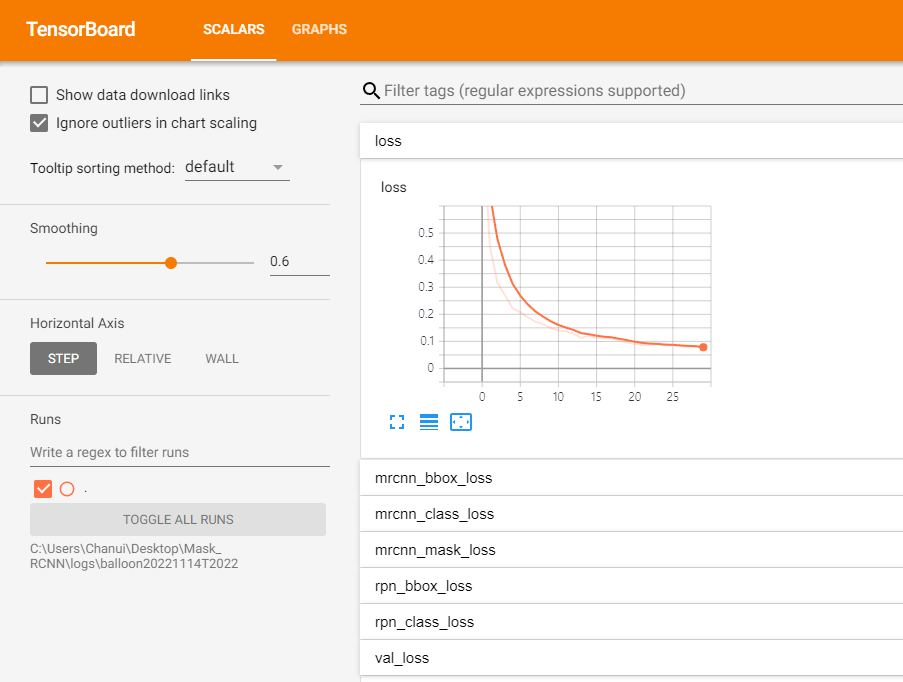 TensorBoard SCALARS GRAPHS
Show data download links
Ignore outliers in chart scaling
Tooltip sorting method: default
Smoothing
0.6
Horizontal Axis
STEP RELATIVE WALL
Runs
Write a regex to filter runs
.
TOGGLE ALL RUNS
C:\Users\Chanui\Desktop\Mask_
RCNN\logs\balloon20221114T2022
Filter tags (regular expressions supported)
loss
loss
0.5
0.4
0.3
0.2
0.1
0
0 5 10 15 20 25
mrcnn_bbox_loss
mrcnn_class_loss
mrcnn_mask_loss
rpn_bbox_loss
rpn_class_loss
val_loss